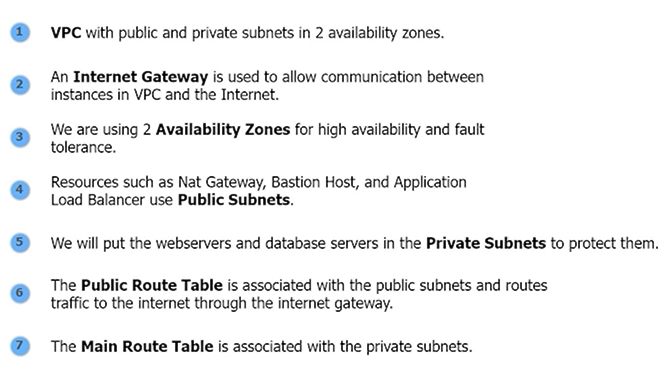 1 VPC with public and private subnets in 2 availability zones.
2 An Internet Gateway is used to allow communication between
instances in VPC and the Internet.
3 We are using 2 Availability Zones for high availability and fault
tolerance.
4 Resources such as Nat Gateway, Bastion Host, and Application
Load Balancer use Public Subnets.
5 We will put the webservers and database servers in the Private Subnets to protect them.
6 The Public Route Table is associated with the public subnets and routes
traffic to the internet through the internet gateway.
7 The Main Route Table is associated with the private subnets.